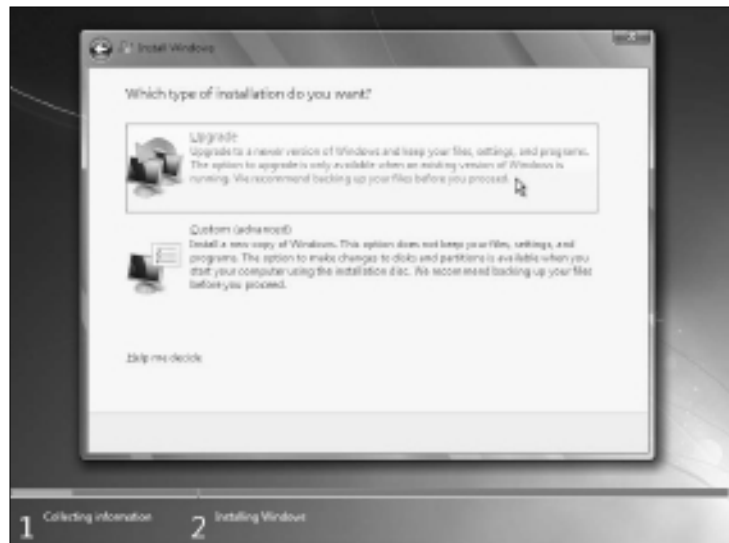 Install Windows
Which type of installation do you want?
Upgrade
Upgrade to a newer version of Windows and keep your files, settings, and programs.
The option to upgrade is only available when an existing version of Windows is
running. We recommend backing up your files before you proceed.
Custom (advanced)
Install a new copy of Windows. This option does not keep your files, settings, and
programs. The option to make changes to disks and partitions is available when you
start your computer using the installation disc. We recommend backing up your files
before you proceed.
Help me decide
1 Collecting information 2 Installing Windows